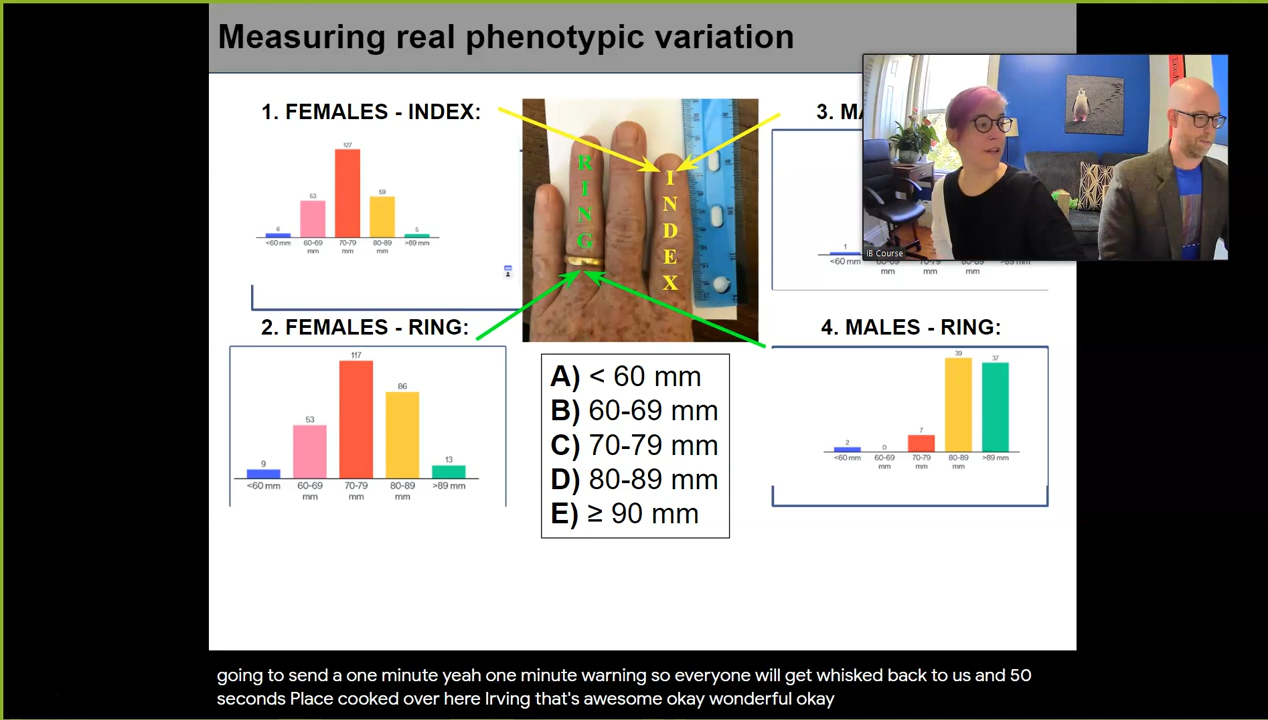 Measuring real phenotypic variation
1. FEMALES - INDEX:
127
53
59
6
5
<60 mm
60-69
mm
70-79
mm
80-89
mm
>89 mm
RING
INDEX
3. MA
1
<60 mm
IB Course
2. FEMALES - RING:
117
86
53
9
13
<60 mm
60-69
mm
70-79
mm
80-89
mm
>89 mm
A) < 60 mm
B) 60-69 mm
C) 70-79 mm
D) 80-89 mm
E) ≥ 90 mm
4. MALES - RING:
39
37
7
2
0
<60 mm
60-69
mm
70-79
mm
80-89
mm
>89 mm
going to send a one minute yeah one minute warning so everyone will get whisked back to us and 50
seconds Place cooked over here Irving that's awesome okay wonderful okay